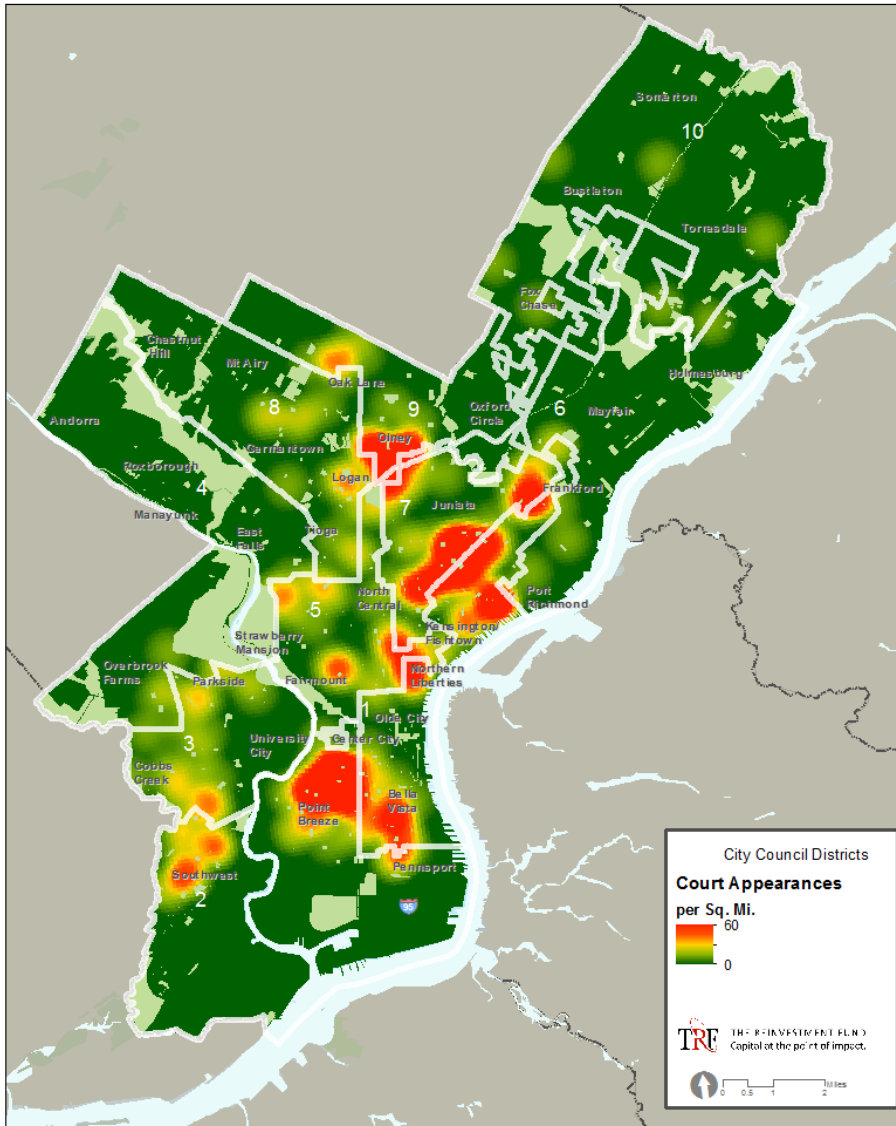 Somerton
10
Bustleton
Torrasdale
Fox
Chase
Chestnut
Hill
Mt Airy
Oak Lane
Holmesburg
8
9
Oxford
Circle
6
Mayfair
Andorra
Olney
Germantown
Roxborough
4
Logan
Frankford
7
Juniata
Manayunk
East
Falls
Tioga
North
Central
5
Port
Richmond
Strawberry
Mansion
Kensington/
Fishtown
Overbrook
Farms
Parkside
Fairmount
Northern
Liberties
1
Olde City
University
City
Center City
3
Cobbs
Creek
Point
Breeze
Bella
Vista
Pennsport
Southwest
2
95
City Council Districts
Court Appearances
per Sq. Mi.
60
0
TRF THE REINVESTMENT FUND
Capital at the point of impact.
Miles
0 0.5 1 2